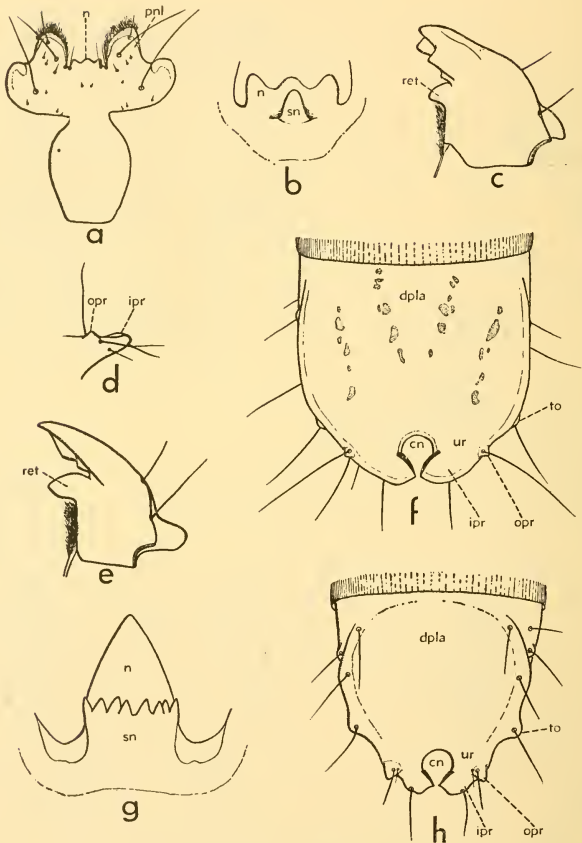 n pnl
a
n
sn
b
ret
c
opr ipr
d
ret
e
dpla
cn ur to
ipr opr
f
n
sn
g
dpla
to
cn ur
ipr opr
h